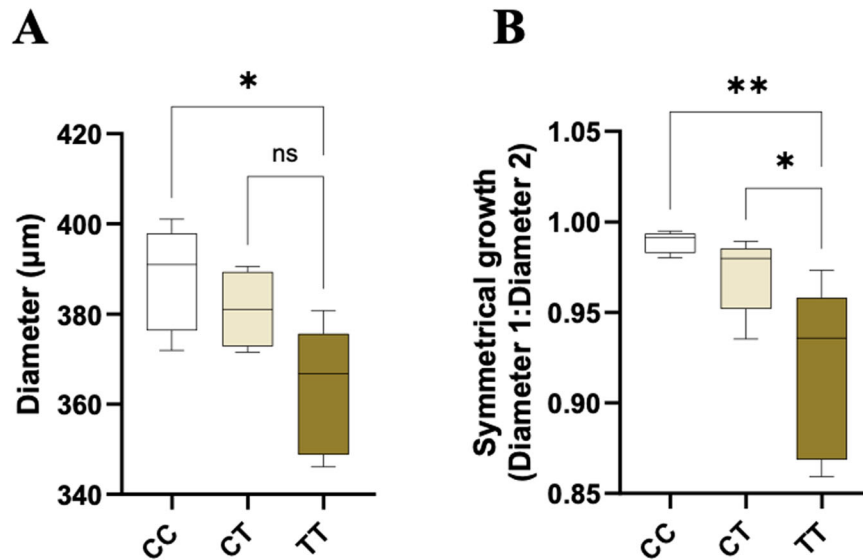 A
Diameter (µm)
420
400
380
360
340
*
ns
CC
CT
TT
B
Symmetrical growth
(Diameter 1:Diameter 2)
1.05
1.00
0.95
0.90
0.85
**
*
CC
CT
TT